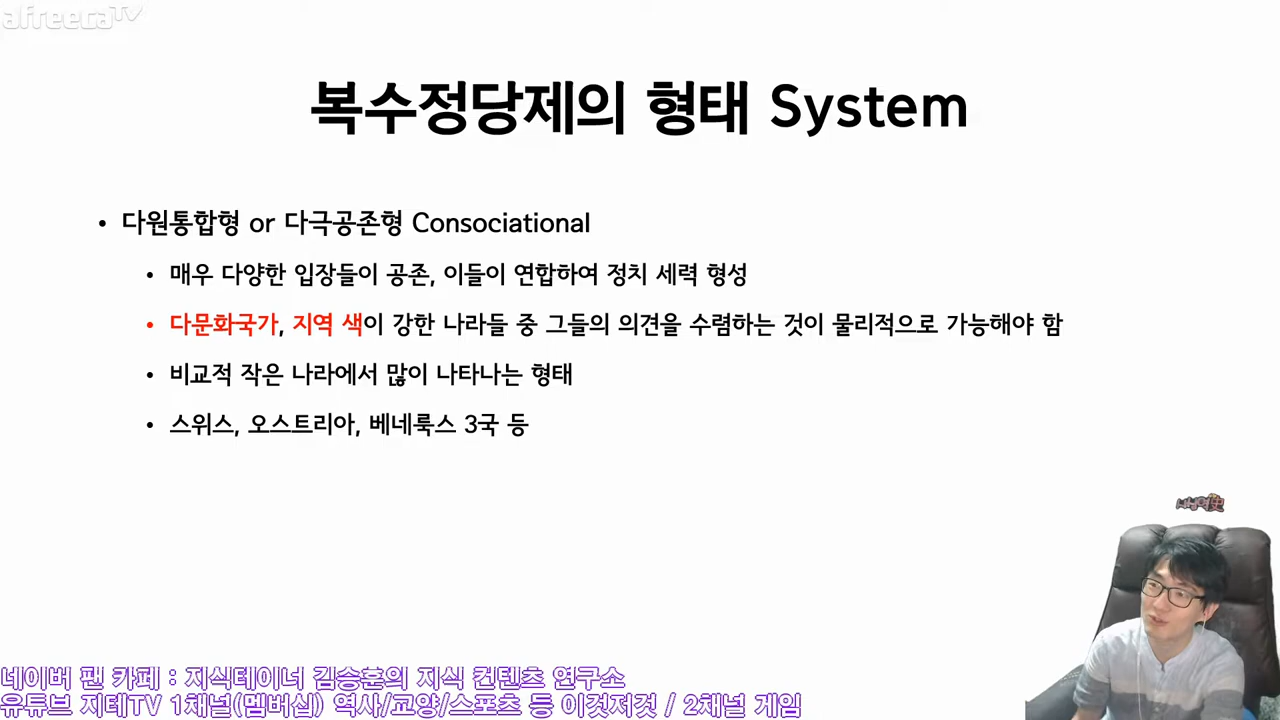 afreecaTV
복수정당제의 형태 System
• 다원통합형 or 다극공존형 Consociational
• 매우 다양한 입장들이 공존, 이들이 연합하여 정치 세력 형성
• 다문화국가, 지역 색이 강한 나라들 중 그들의 의견을 수렴하는 것이 물리적으로 가능해야 함
• 비교적 작은 나라에서 많이 나타나는 형태
• 스위스, 오스트리아, 베네룩스 3국 등
네이버 팬 카페 : 지식테이너 김승훈의 지식 컨텐츠 연구소
유튜브 지테TV 1채널(멤버십) 역사/교양/스포츠 등 이것저것 / 2채널 게임